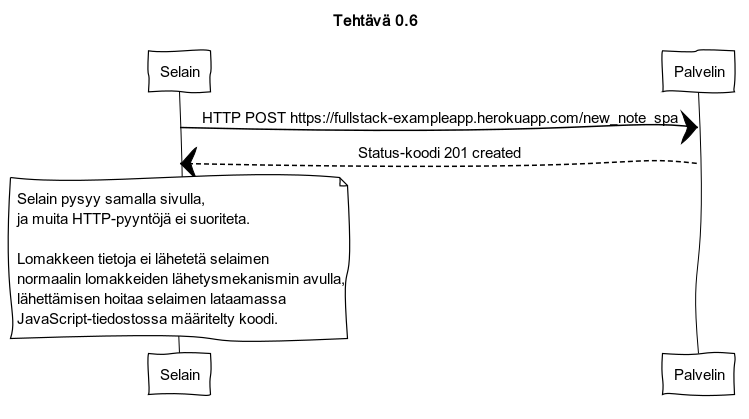 Tehtävä 0.6
Selain
Palvelin
HTTP POST https://fullstack-exampleapp.herokuapp.com/new_note_spa
Status-koodi 201 created
Selain pysyy samalla sivulla,
ja muita HTTP-pyyntöjä ei suoriteta.
Lomakkeen tietoja ei lähetetä selaimen
normaalin lomakkeiden lähetysmekanismin avulla,
lähettämisen hoitaa selaimen lataamassa
JavaScript-tiedostossa määritelty koodi.
Selain
Palvelin